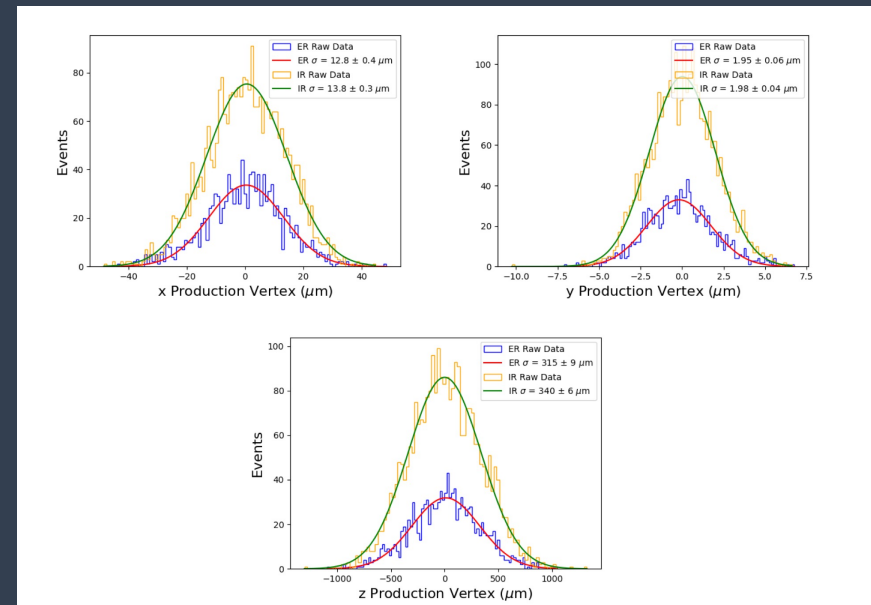 ER Raw Data
ER σ = 12.8 ± 0.4 μm
IR Raw Data
IR σ = 13.8 ± 0.3 μm
80
60
40
20
0
Events
−40 −20 0 20 40
x Production Vertex (μm)
ER Raw Data
ER σ = 1.95 ± 0.06 μm
IR Raw Data
IR σ = 1.98 ± 0.04 μm
100
80
60
40
20
0
Events
−10.0 −7.5 −5.0 −2.5 0.0 2.5 5.0 7.5
y Production Vertex (μm)
ER Raw Data
ER σ = 315 ± 9 μm
IR Raw Data
IR σ = 340 ± 6 μm
100
80
60
40
20
0
Events
−1000 −500 0 500 1000
z Production Vertex (μm)